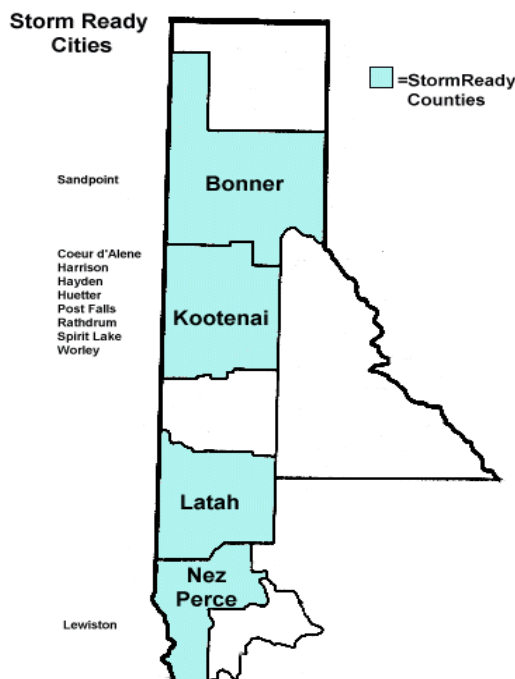 Storm Ready
Cities
=StormReady
Counties
Sandpoint
Bonner
Coeur d'Alene
Harrison
Hayden
Huetter
Post Falls
Rathdrum
Spirit Lake
Worley
Kootenai
Latah
Nez
Perce
Lewiston